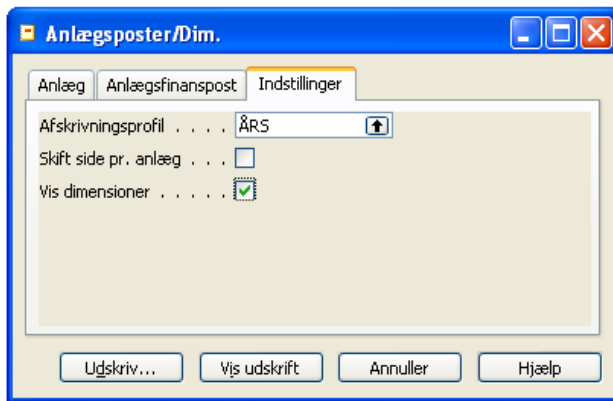 Anlægsposter/Dim.
Anlæg Anlægsfinanspost Indstillinger
Afskrivningsprofil . . . . ÅRS
Skift side pr. anlæg . . .
Vis dimensioner . . . . .
Udskriv... Vis udskrift Annuller Hjælp